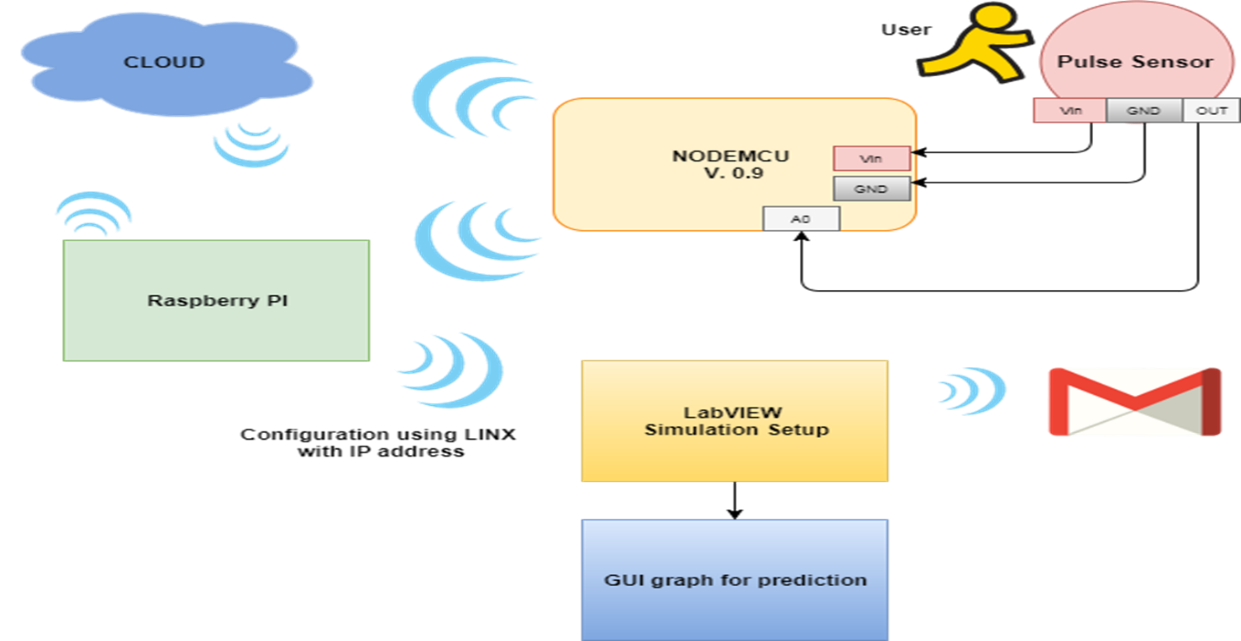 CLOUD
User
Pulse Sensor
Vin
GND
OUT
NODEMCU
V. 0.9
Vin
GND
A0
Raspberry PI
Configuration using LINX
with IP address
LabVIEW
Simulation Setup
GUI graph for prediction